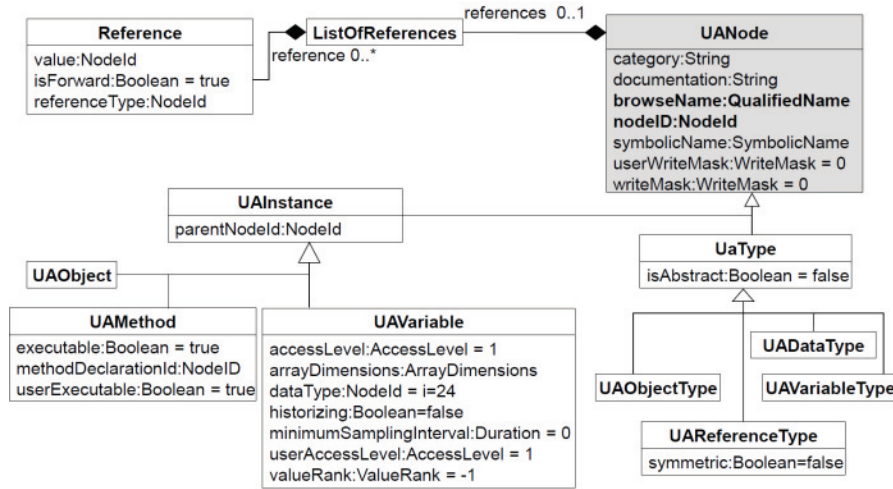 Reference
value:NodeId
isForward:Boolean = true
referenceType:NodeId
ListOfReferences
reference 0..*
references 0..1
UANode
category:String
documentation:String
browseName:QualifiedName
nodeID:NodeId
symbolicName:SymbolicName
userWriteMask:WriteMask = 0
writeMask:WriteMask = 0
UAInstance
parentNodeId:NodeId
UaType
isAbstract:Boolean = false
UAObject
UAMethod
executable:Boolean = true
methodDeclarationId:NodeID
userExecutable:Boolean = true
UAVariable
accessLevel:AccessLevel = 1
arrayDimensions:ArrayDimensions
dataType:NodeId = i=24
historizing:Boolean=false
minimumSamplingInterval:Duration = 0
userAccessLevel:AccessLevel = 1
valueRank:ValueRank = -1
UADataType
UAObjectType
UAVariableType
UAReferenceType
symmetric:Boolean=false